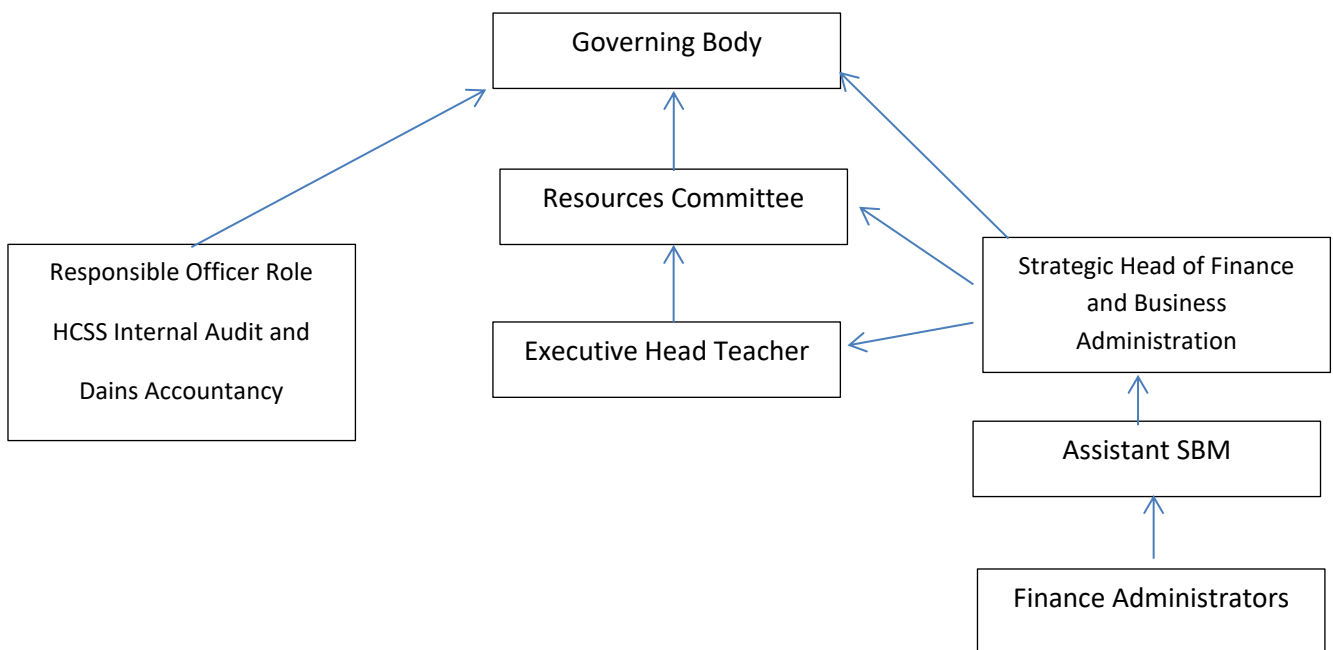 Governing Body
Resources Committee
Responsible Officer Role
HCSS Internal Audit and
Dains Accountancy
Strategic Head of Finance
and Business
Administration
Executive Head Teacher
Assistant SBM
Finance Administrators